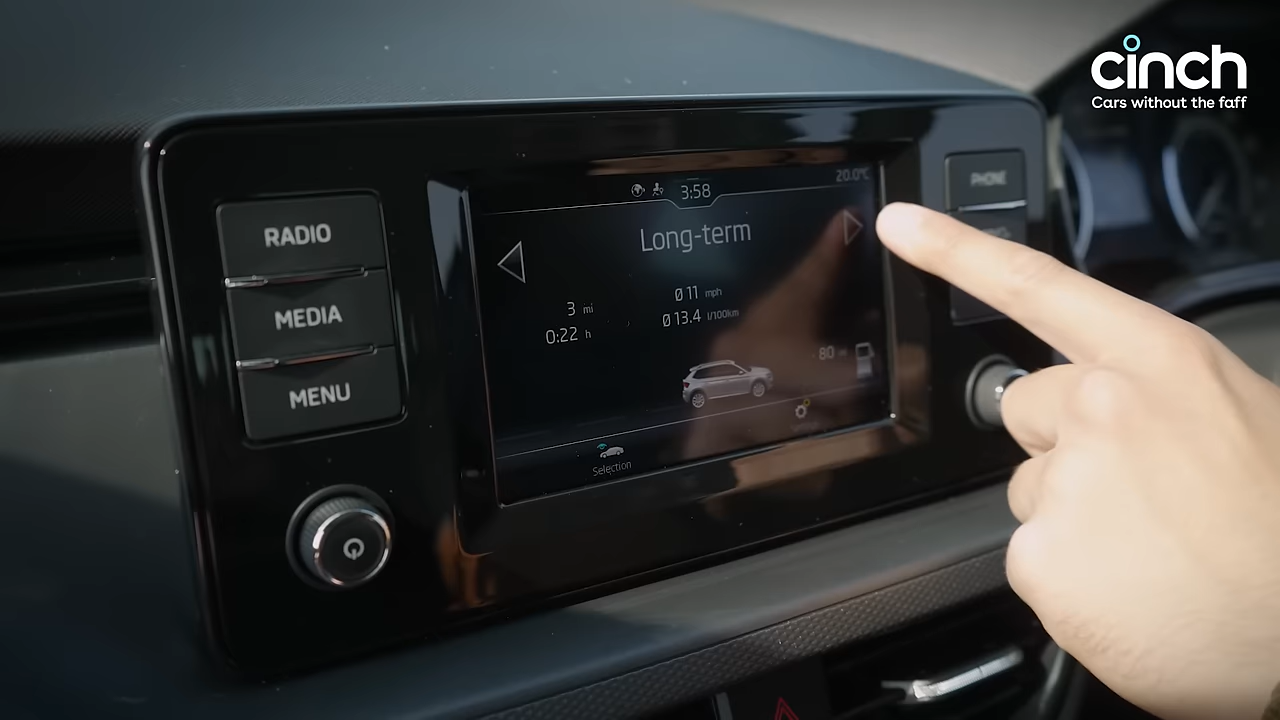 cinch
Cars without the faff
RADIO
MEDIA
MENU
PHONE
3:58
20.0°C
Long-term
3 mi
0:22 h
Ø 11 mph
Ø 13.4 l/100km
80
Selection